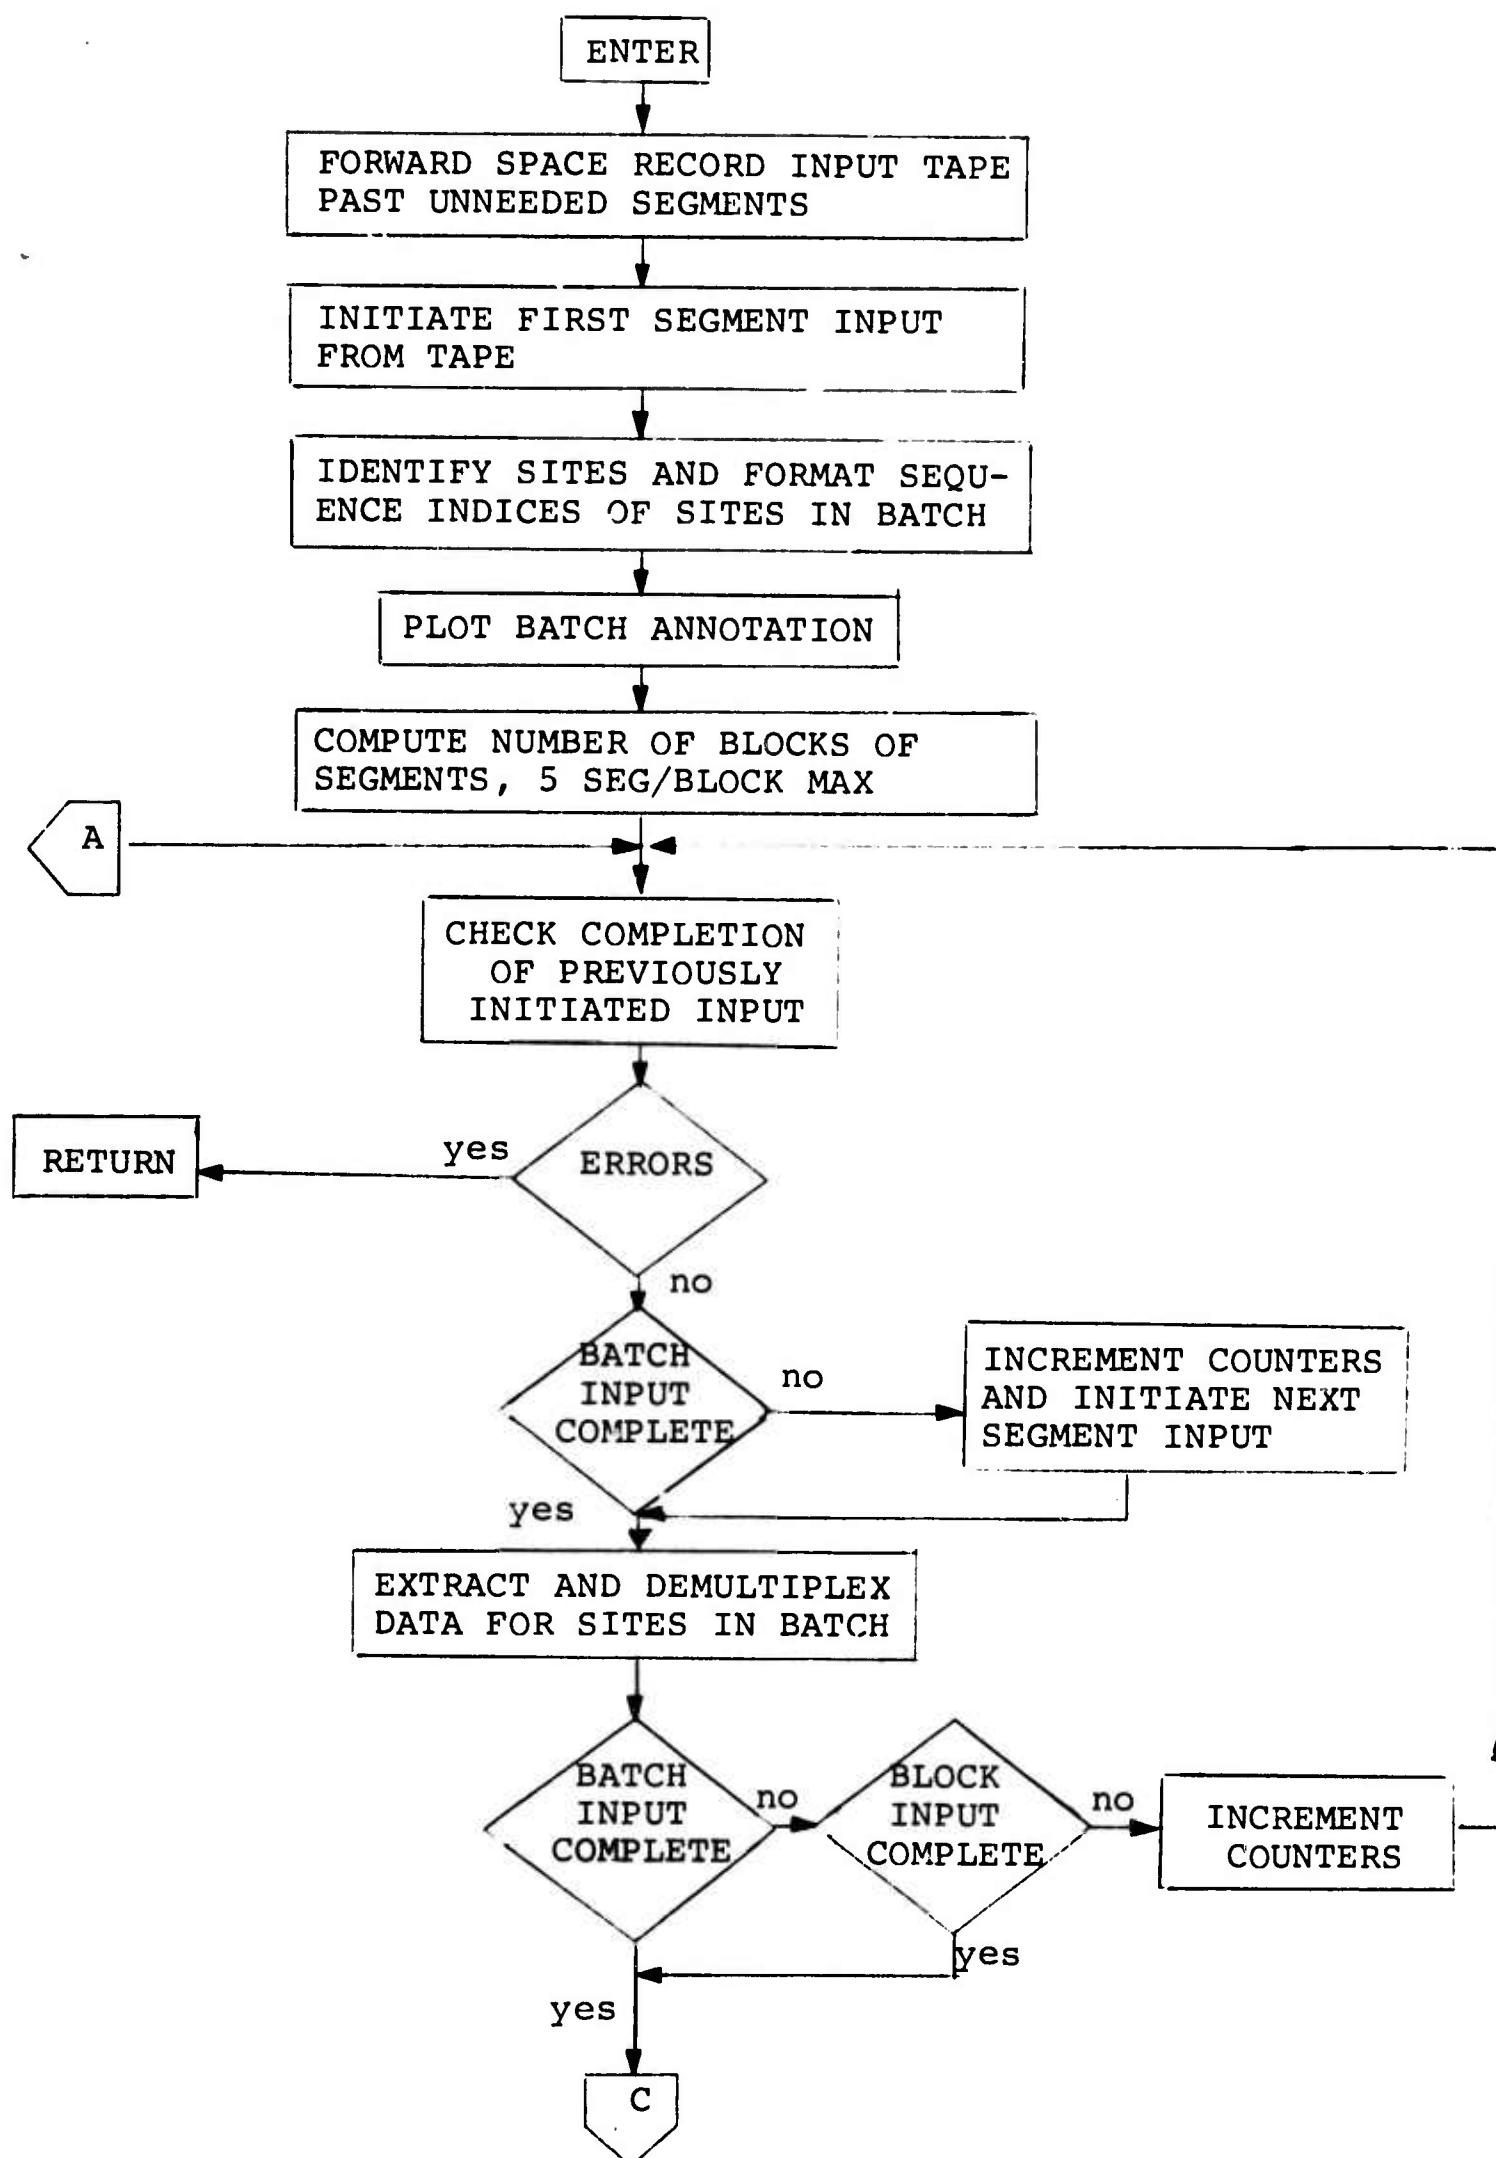 ENTER
FORWARD SPACE RECORD INPUT TAPE
PAST UNNEEDED SEGMENTS
INITIATE FIRST SEGMENT INPUT
FROM TAPE
IDENTIFY SITES AND FORMAT SEQU-
ENCE INDICES OF SITES IN BATCH
PLOT BATCH ANNOTATION
COMPUTE NUMBER OF BLOCKS OF
SEGMENTS, 5 SEG/BLOCK MAX
A
CHECK COMPLETION
OF PREVIOUSLY
INITIATED INPUT
ERRORS
yes
RETURN
no
BATCH
INPUT
COMPLETE
no
INCREMENT COUNTERS
AND INITIATE NEXT
SEGMENT INPUT
yes
EXTRACT AND DEMULTIPLEX
DATA FOR SITES IN BATCH
BATCH
INPUT
COMPLETE
no
BLOCK
INPUT
COMPLETE
no
INCREMENT
COUNTERS
yes
yes
C